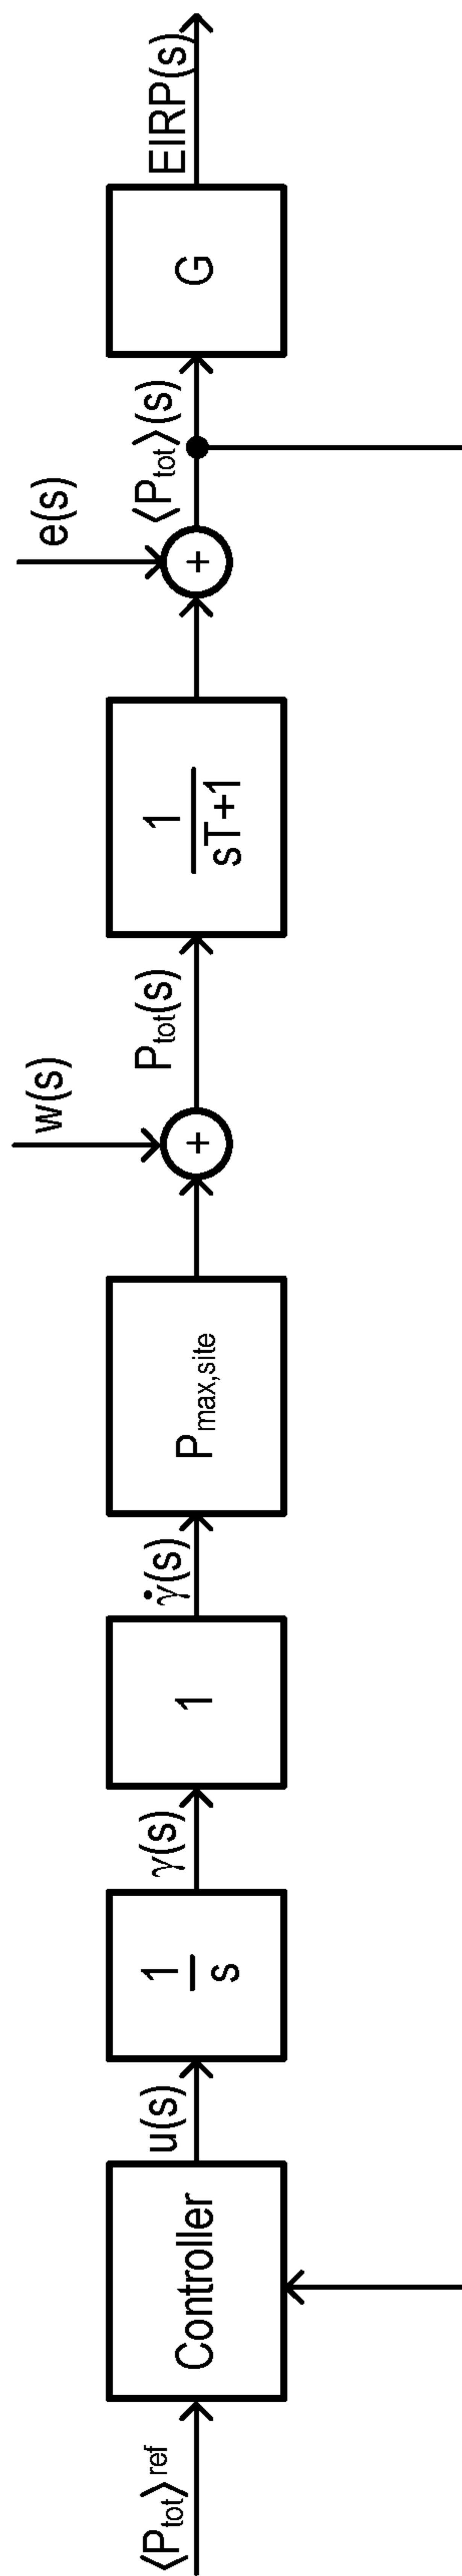 ⟨P_tot⟩^ref
Controller
u(s)
1
s
γ(s)
1
γ̇(s)
P_max,site
w(s)
+
P_tot(s)
1
sT+1
e(s)
+
⟨P_tot⟩(s)
G
EIRP(s)